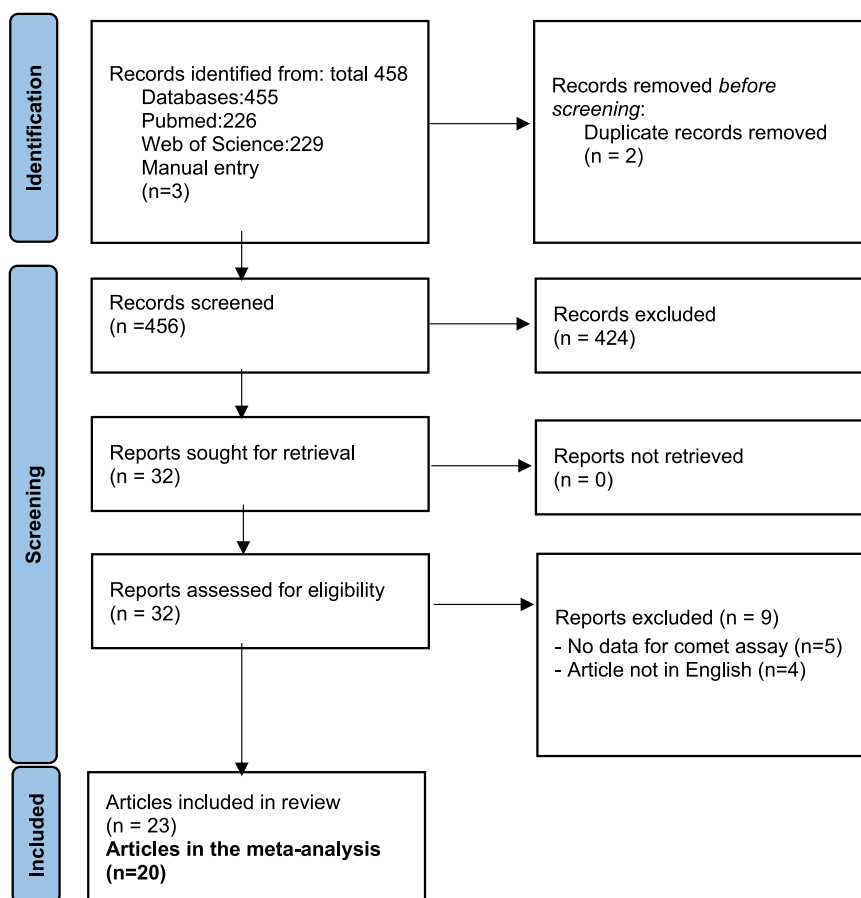 Identification
Records identified from: total 458
Databases:455
Pubmed:226
Web of Science:229
Manual entry
(n=3)
Records removed before
screening:
Duplicate records removed
(n = 2)
Screening
Records screened
(n =456)
Records excluded
(n = 424)
Reports sought for retrieval
(n = 32)
Reports not retrieved
(n = 0)
Reports assessed for eligibility
(n = 32)
Reports excluded (n = 9)
- No data for comet assay (n=5)
- Article not in English (n=4)
Included
Articles included in review
(n = 23)
Articles in the meta-analysis
(n=20)